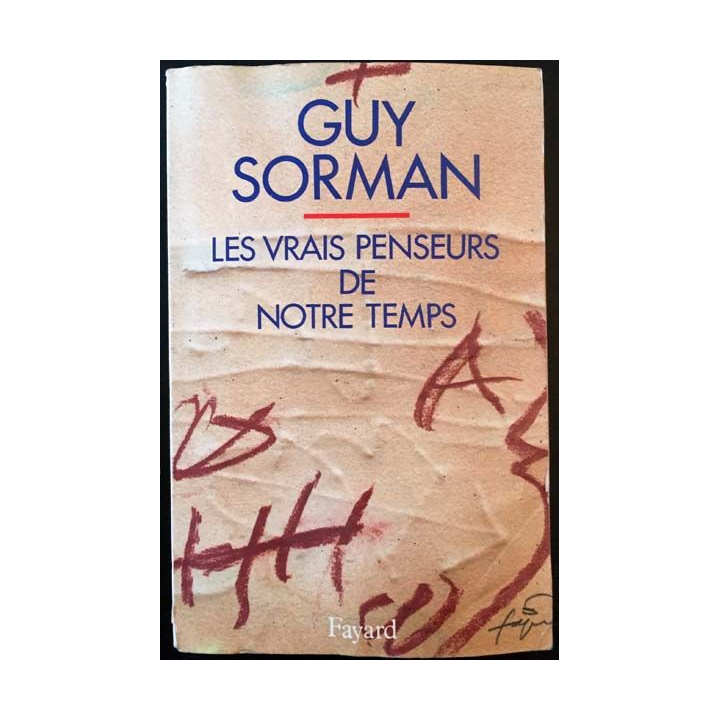 GUY
SORMAN
LES VRAIS PENSEURS
DE
NOTRE TEMPS
A
Fayard